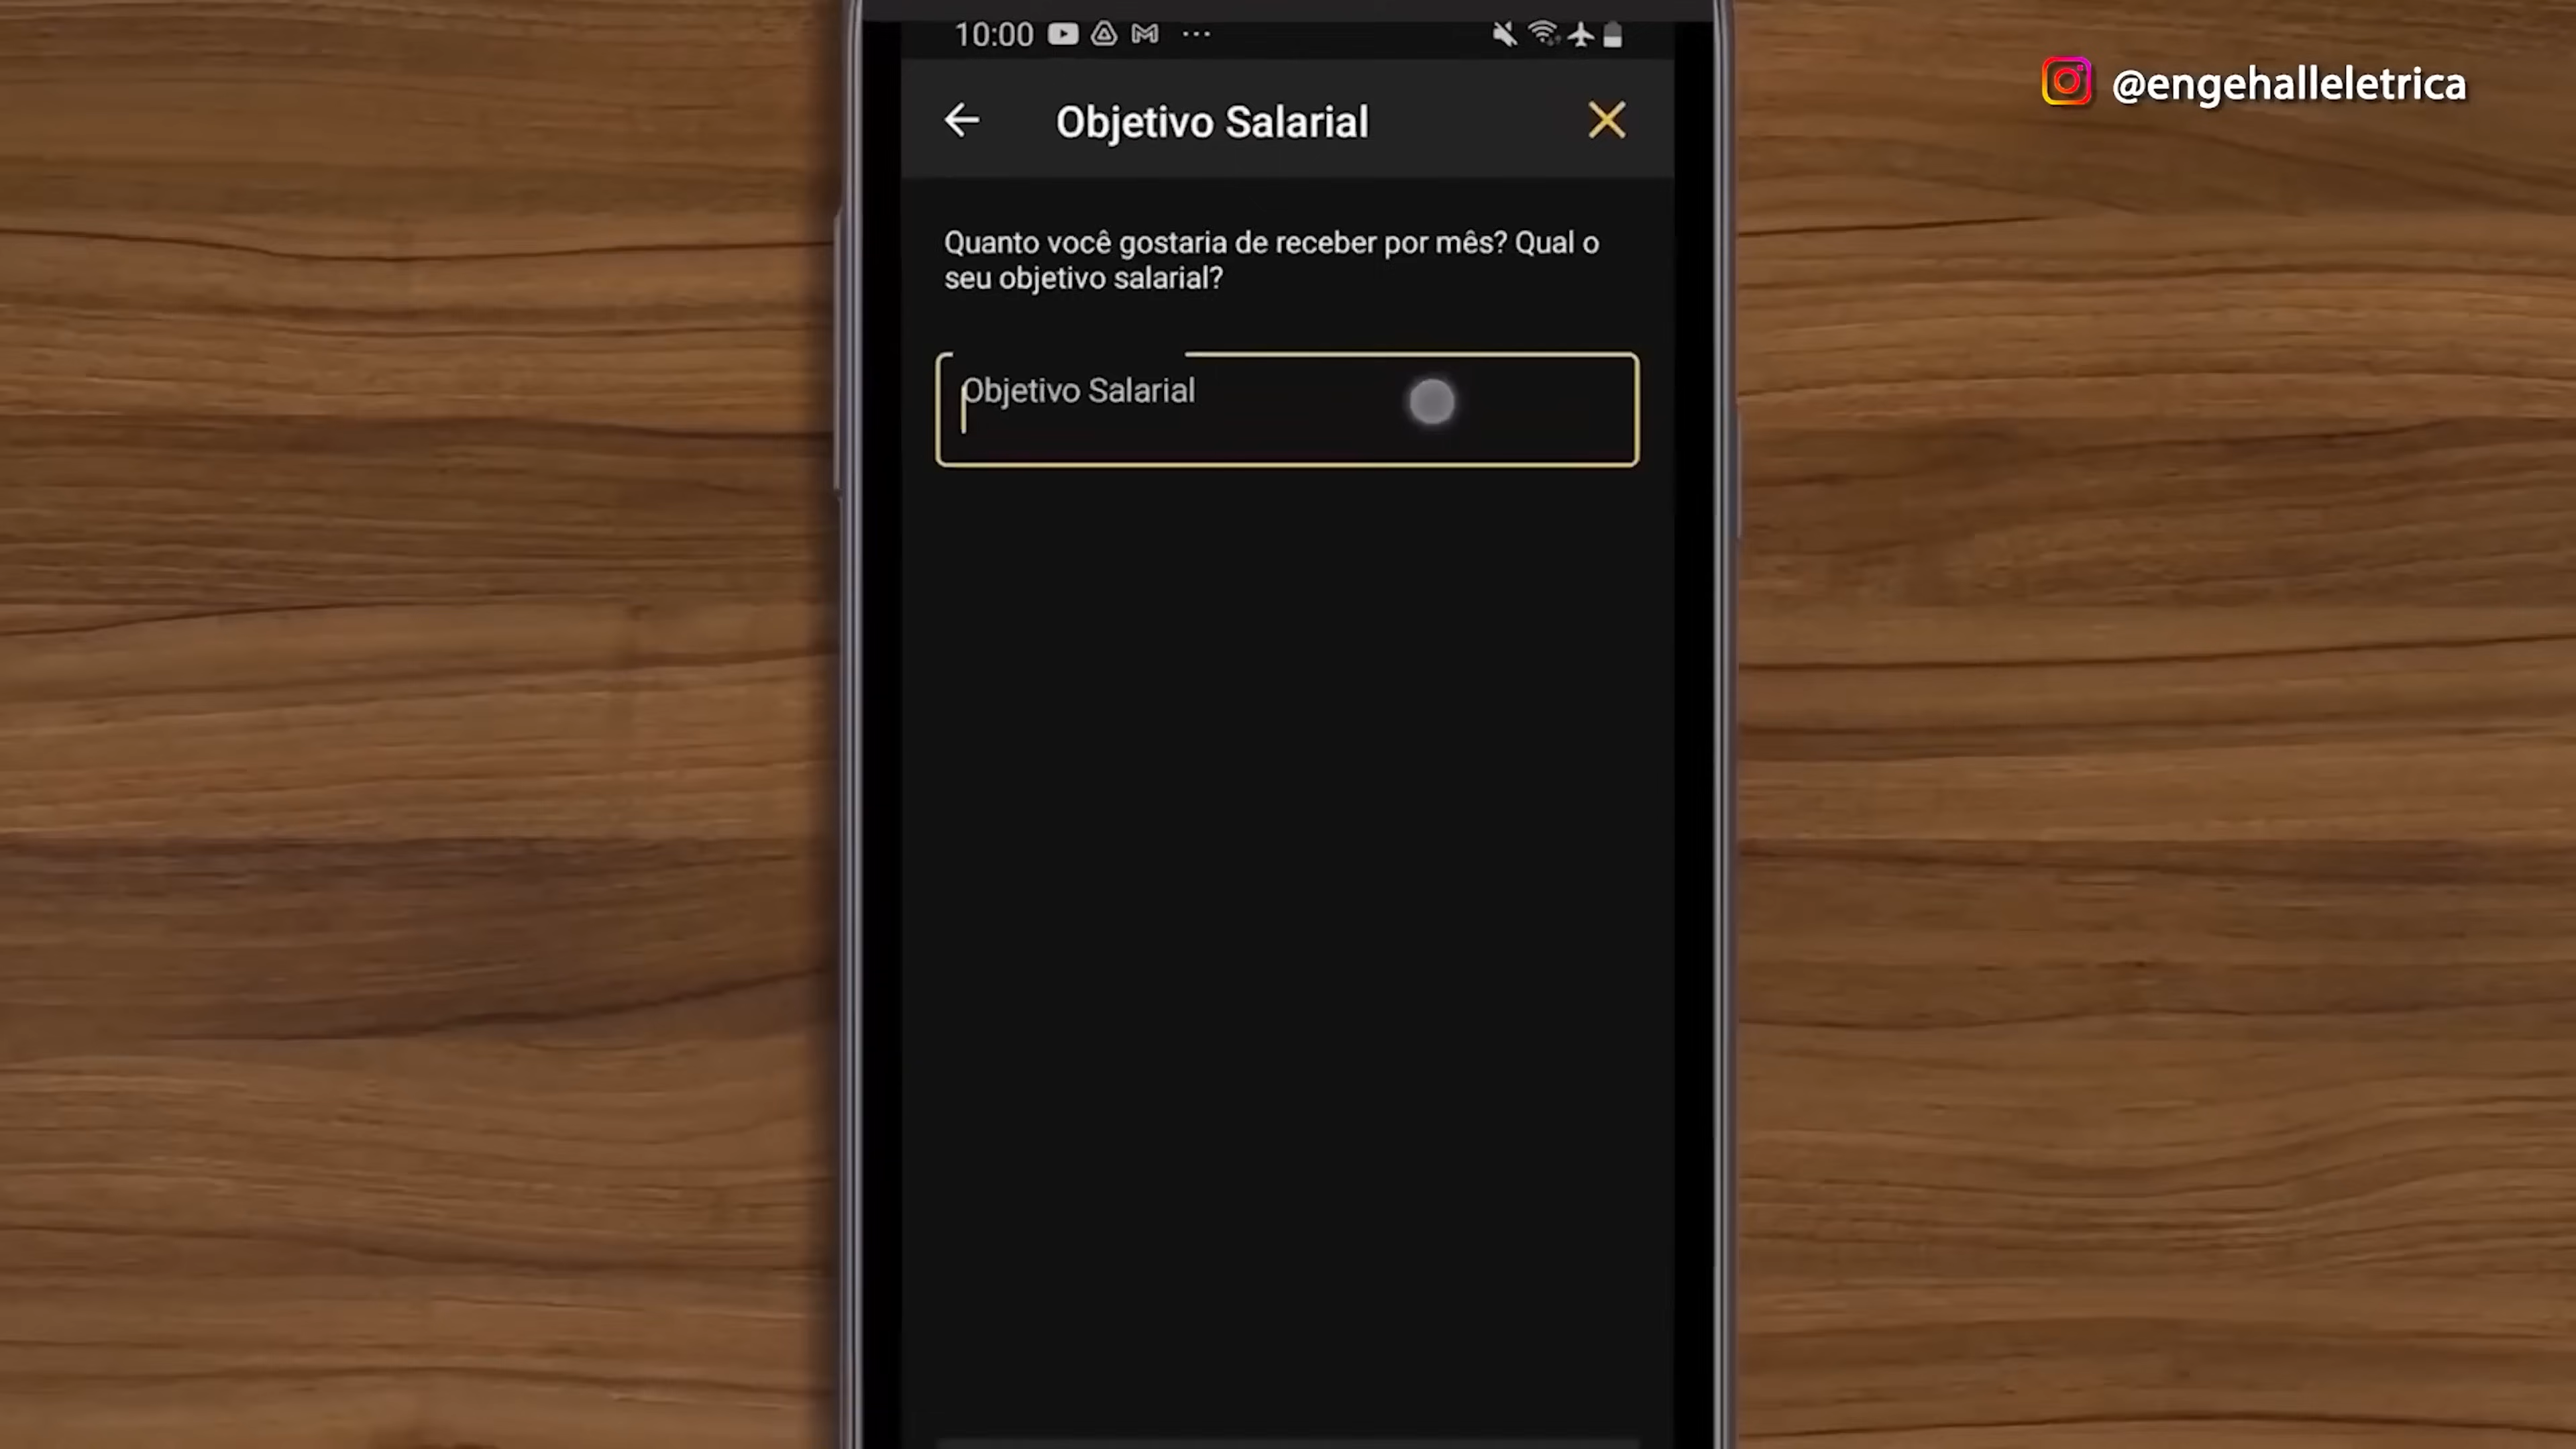 10:00
@engehalleletrica
Objetivo Salarial
Quanto você gostaria de receber por mês? Qual o
seu objetivo salarial?
Objetivo Salarial